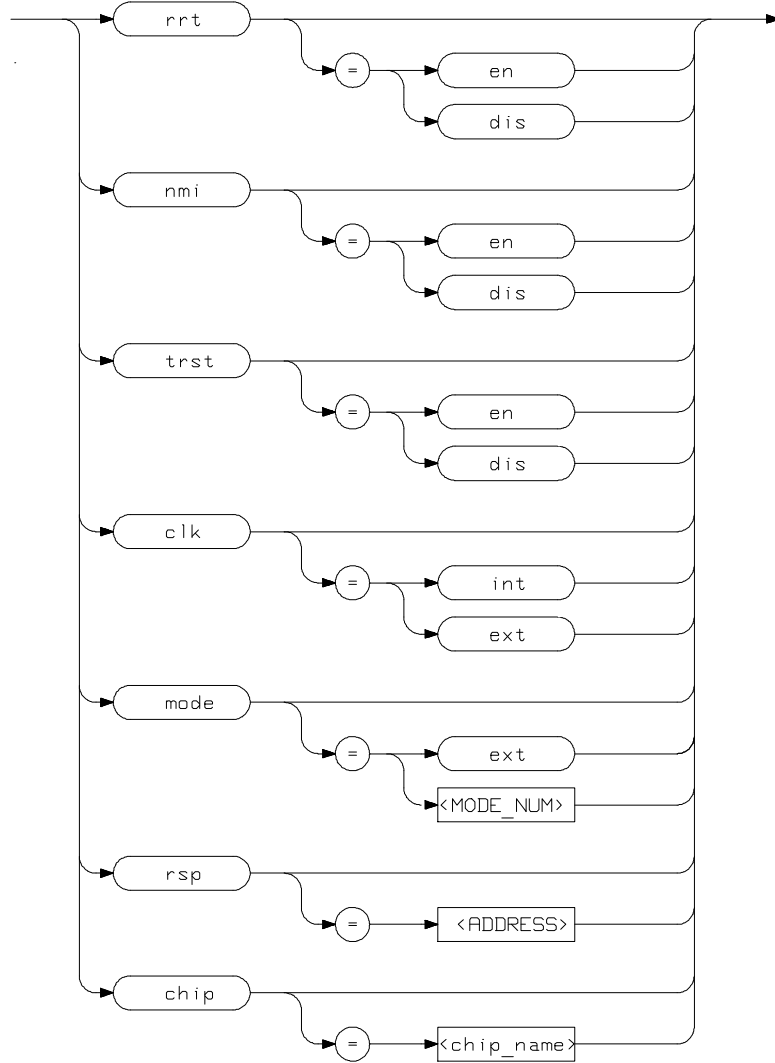 rrt
= en
dis
nmi
= en
dis
trst
= en
dis
clk
= int
ext
mode
= ext
<MODE_NUM>
rsp
= <ADDRESS>
chip
= <chip_name>